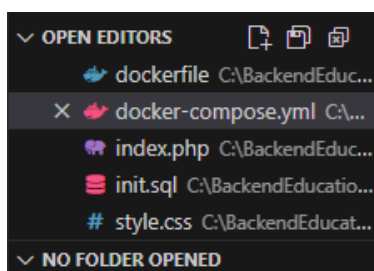 OPEN EDITORS
dockerfile C:\BackendEduc...
docker-compose.yml C:\...
index.php C:\BackendEduc...
init.sql C:\BackendEducatio...
# style.css C:\BackendEducat...
NO FOLDER OPENED